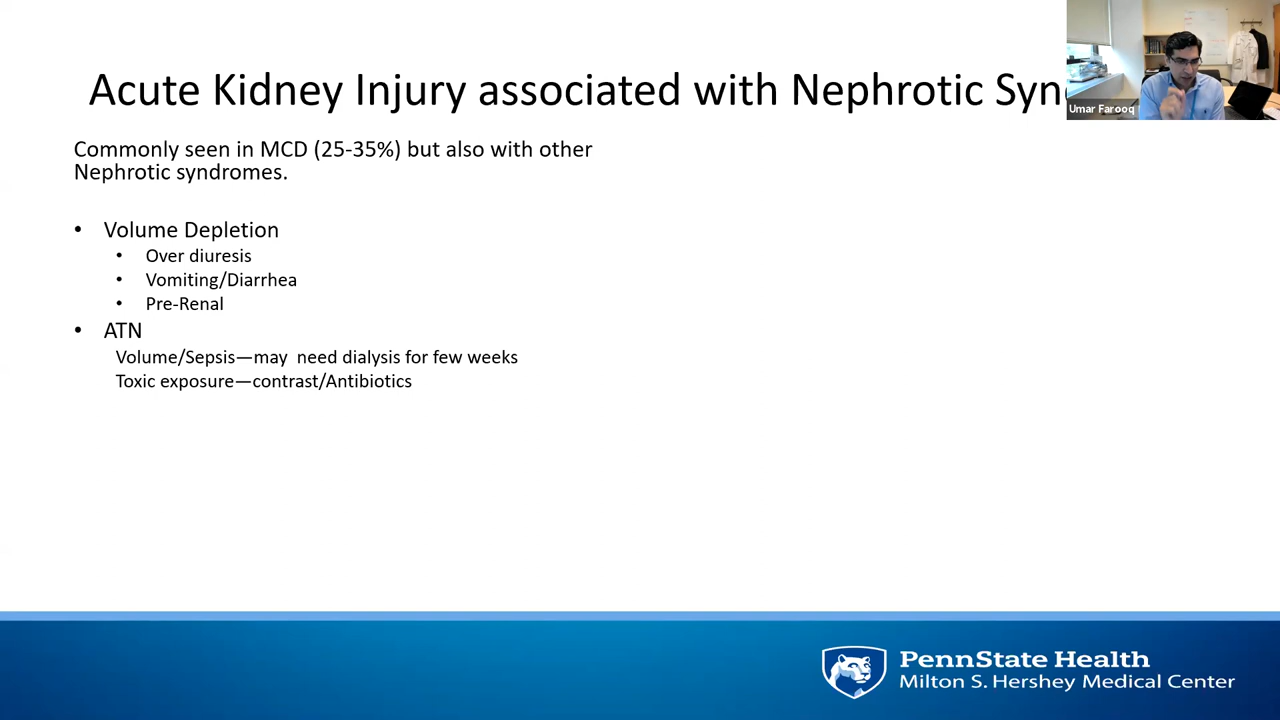 Acute Kidney Injury associated with Nephrotic Syn
Umar Farooq
Commonly seen in MCD (25-35%) but also with other
Nephrotic syndromes.
• Volume Depletion
• Over diuresis
• Vomiting/Diarrhea
• Pre-Renal
• ATN
Volume/Sepsis—may need dialysis for few weeks
Toxic exposure—contrast/Antibiotics
PennState Health
Milton S. Hershey Medical Center